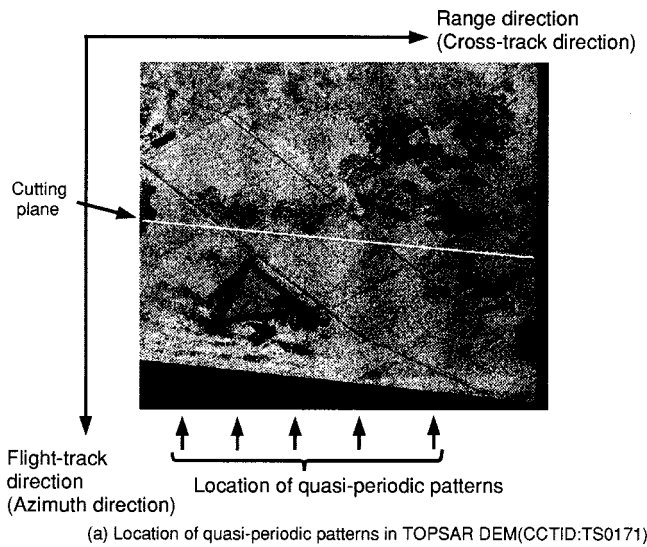 Range direction
(Cross-track direction)
Cutting
plane
Flight-track
direction
(Azimuth direction)
Location of quasi-periodic patterns
(a) Location of quasi-periodic patterns in TOPSAR DEM(CCTID:TS0171)